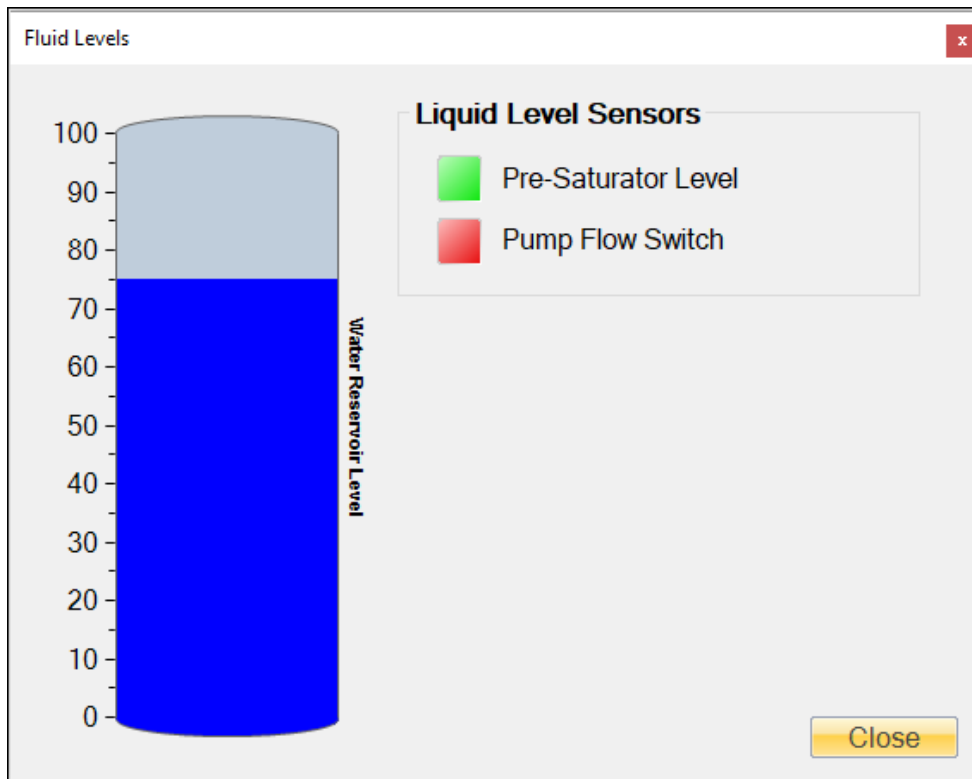 Fluid Levels
x
Liquid Level Sensors
Pre-Saturator Level
Pump Flow Switch
100
90
80
70
60
50
40
30
20
10
0
Water Reservoir Level
Close